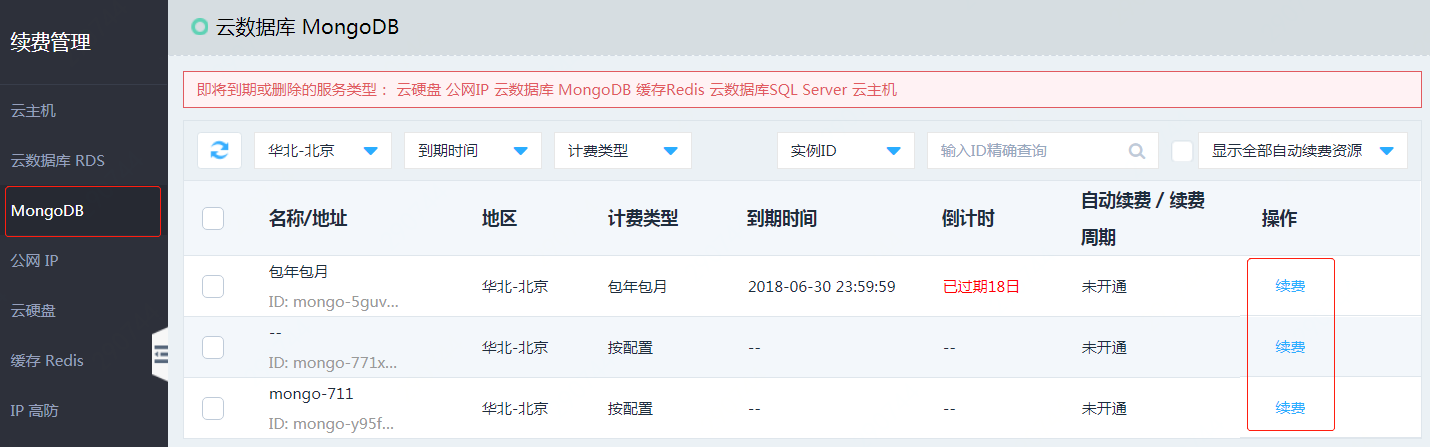 续费管理
云主机
云数据库 RDS
MongoDB
公网 IP
云硬盘
缓存 Redis
IP 高防
云数据库 MongoDB
即将到期或删除的服务类型： 云硬盘 公网IP 云数据库 MongoDB 缓存Redis 云数据库SQL Server 云主机
华北-北京 到期时间 计费类型 实例ID 输入ID精确查询 显示全部自动续费资源
名称/地址 地区 计费类型 到期时间 倒计时 自动续费 / 续费
周期 操作
包年包月
ID: mongo-5guv... 华北-北京 包年包月 2018-06-30 23:59:59 已过期18日 未开通 续费
--
ID: mongo-771x... 华北-北京 按配置 -- -- 未开通 续费
mongo-711
ID: mongo-y95f... 华北-北京 按配置 -- -- 未开通 续费